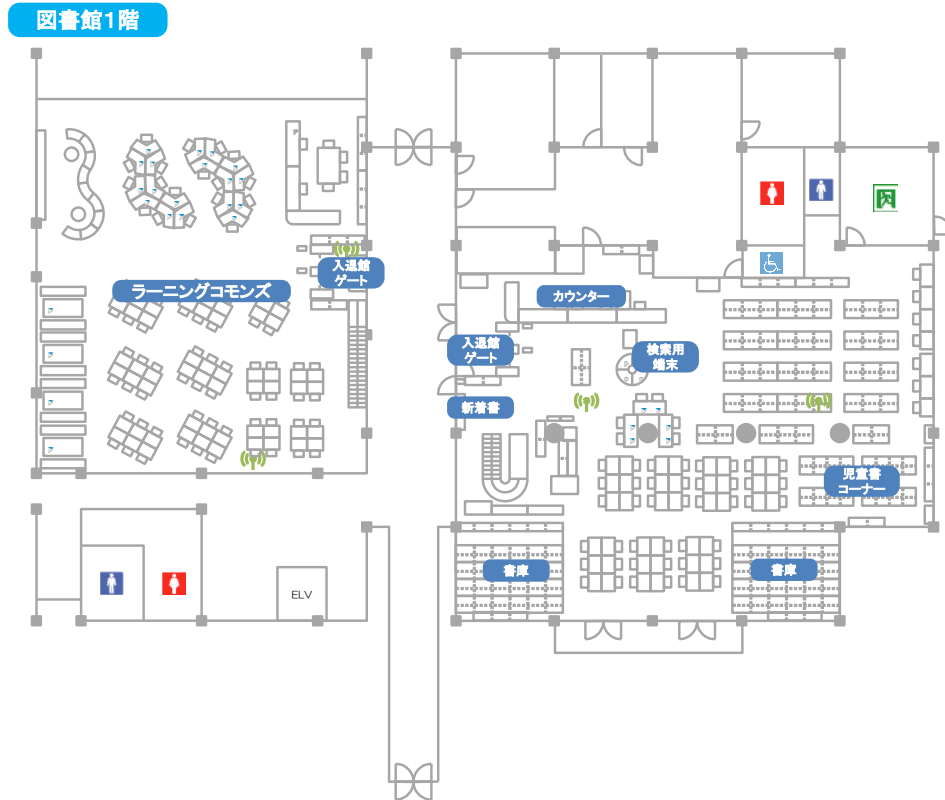 図書館1階
入退館
ゲート
ラーニングコモンズ
カウンター
入退館
ゲート
検索用
端末
新着書
児童書
コーナー
書庫
書庫
ELV